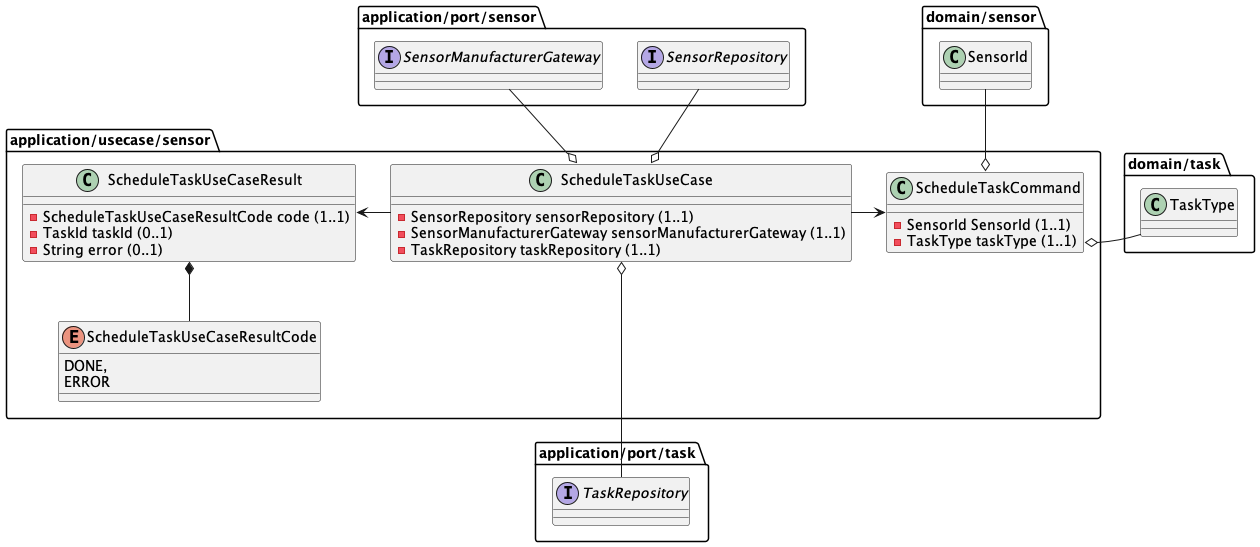 application/port/sensor
I SensorManufacturerGateway
I SensorRepository
domain/sensor
C SensorId
application/usecase/sensor
C ScheduleTaskUseCaseResult
ScheduleTaskUseCaseResultCode code (1..1)
TaskId taskId (0..1)
String error (0..1)
C ScheduleTaskUseCase
SensorRepository sensorRepository (1..1)
SensorManufacturerGateway sensorManufacturerGateway (1..1)
TaskRepository taskRepository (1..1)
C ScheduleTaskCommand
SensorId SensorId (1..1)
TaskType taskType (1..1)
domain/task
C TaskType
E ScheduleTaskUseCaseResultCode
DONE,
ERROR
application/port/task
I TaskRepository